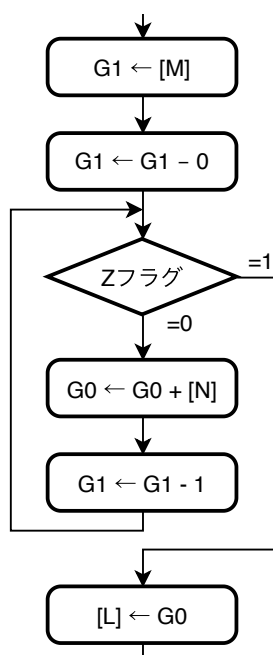 G1 ← [M]
G1 ← G1 − 0
Zフラグ
=1
=0
G0 ← G0 + [N]
G1 ← G1 - 1
[L] ← G0